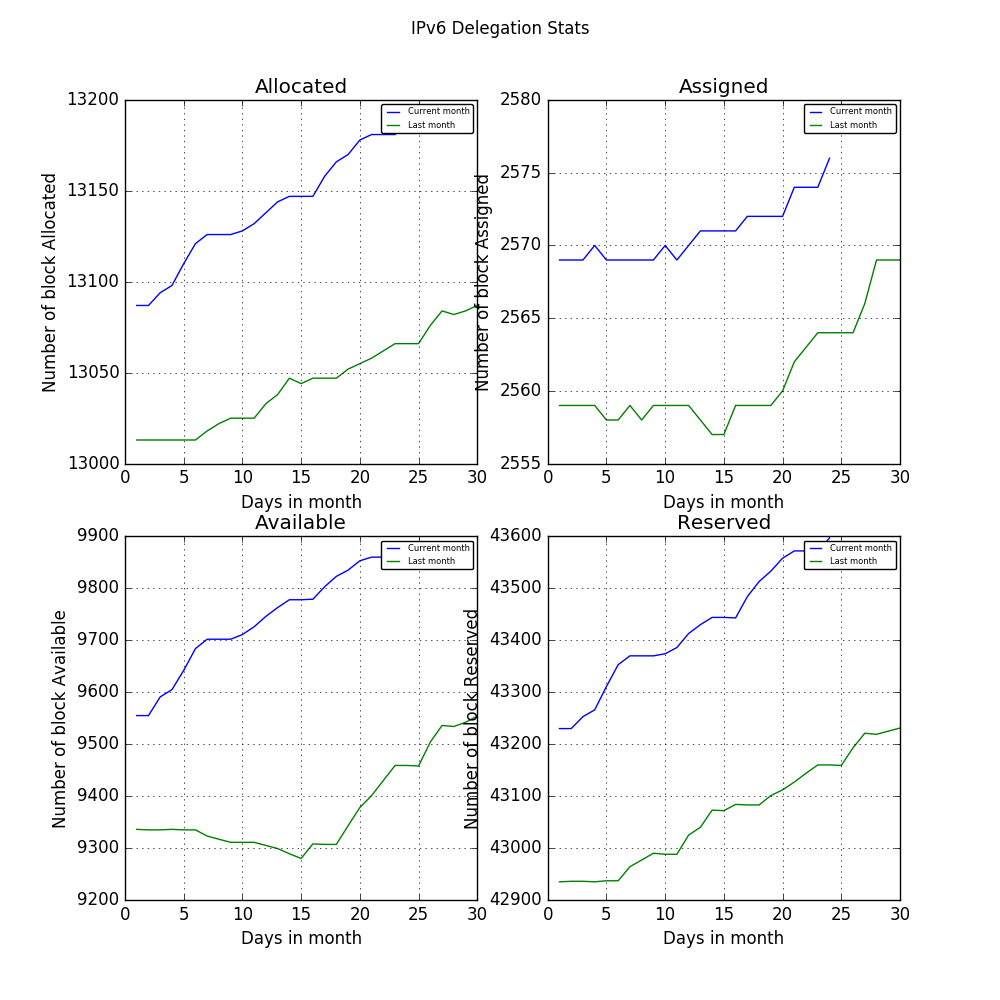 IPv6 Delegation Stats
Allocated
Number of block Allocated
13200
13150
13100
13050
13000
Current month
Last month
0 5 10 15 20 25 30
Days in month
Assigned
Number of block Assigned
2580
2575
2570
2565
2560
2555
Current month
Last month
0 5 10 15 20 25 30
Days in month
Available
Number of block Available
9900
9800
9700
9600
9500
9400
9300
9200
Current month
Last month
0 5 10 15 20 25 30
Days in month
Reserved
Number of block Reserved
43600
43500
43400
43300
43200
43100
43000
42900
Current month
Last month
0 5 10 15 20 25 30
Days in month